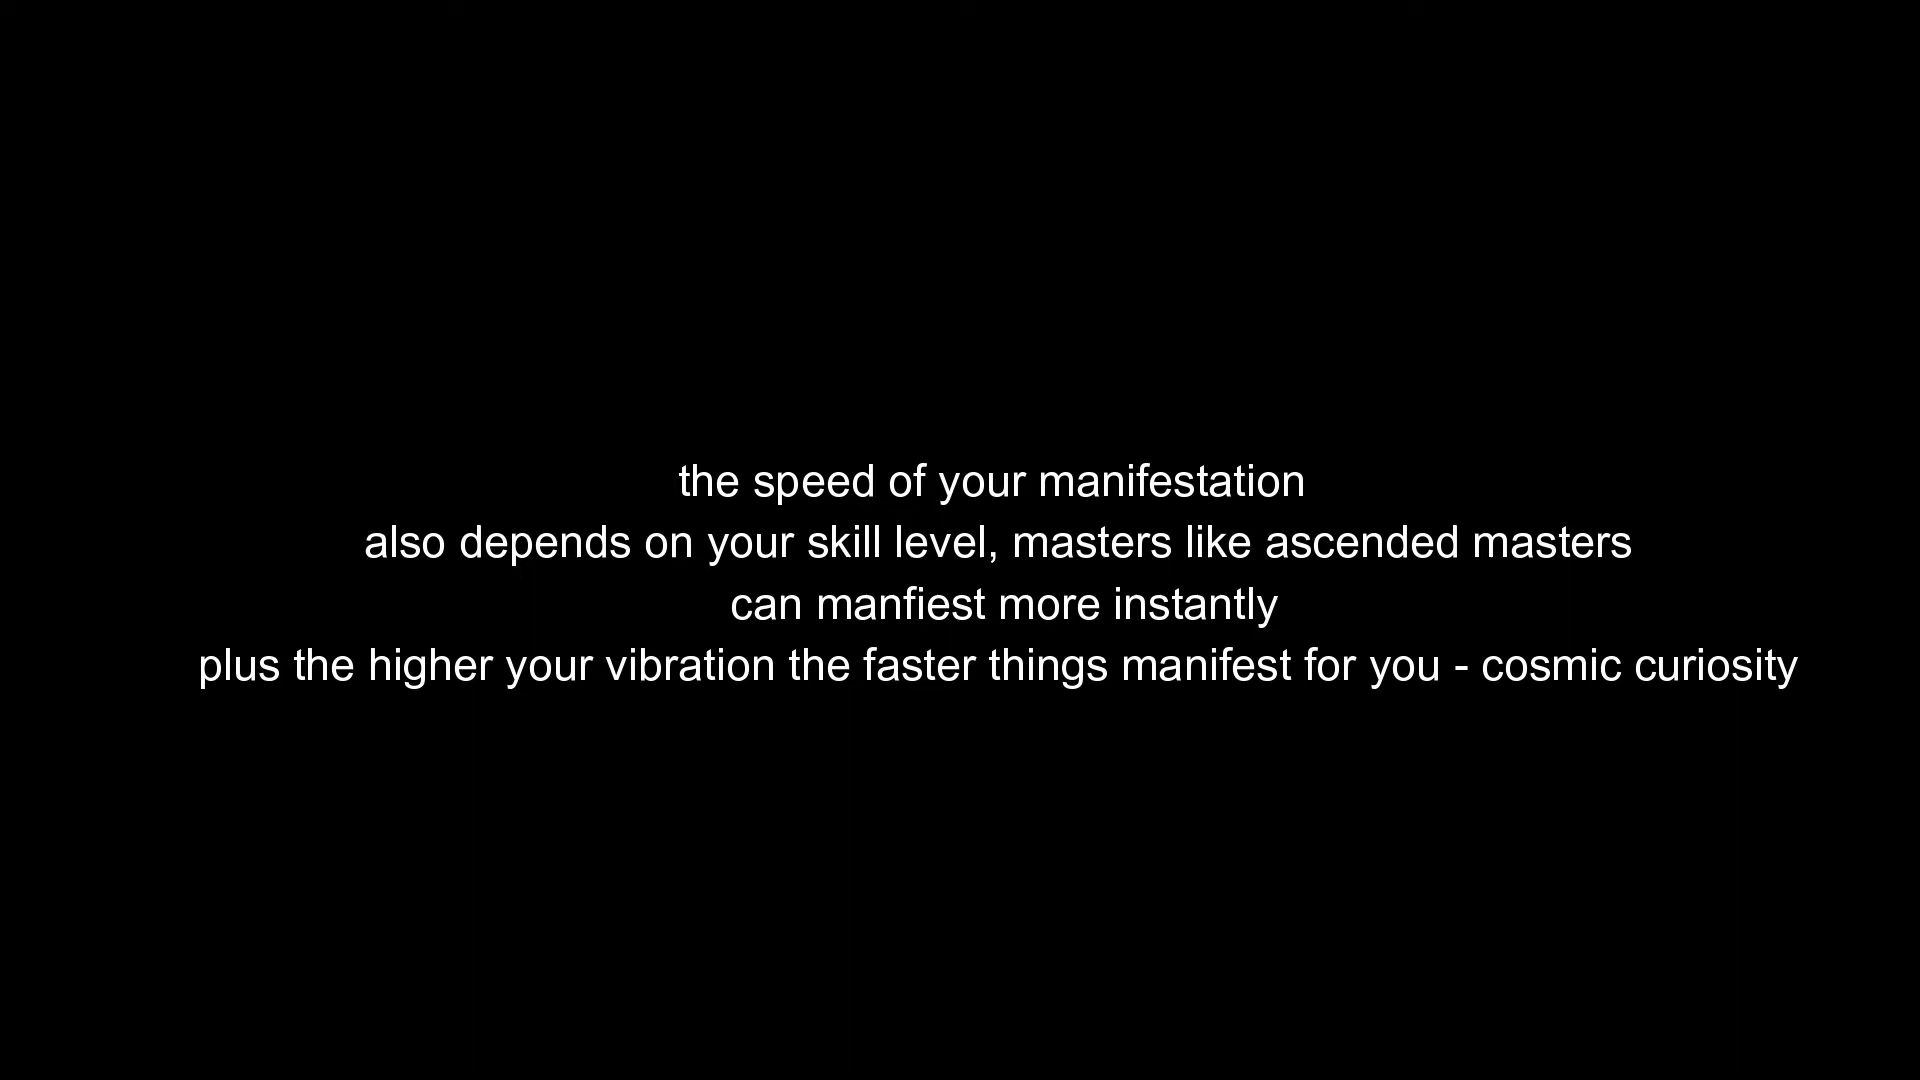 the speed of your manifestation
also depends on your skill level, masters like ascended masters
can manfiest more instantly
plus the higher your vibration the faster things manifest for you - cosmic curiosity